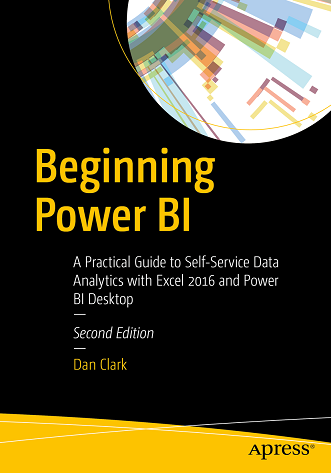 Beginning
Power BI
A Practical Guide to Self-Service Data
Analytics with Excel 2016 and Power
BI Desktop
—
Second Edition
—
Dan Clark
Apress®